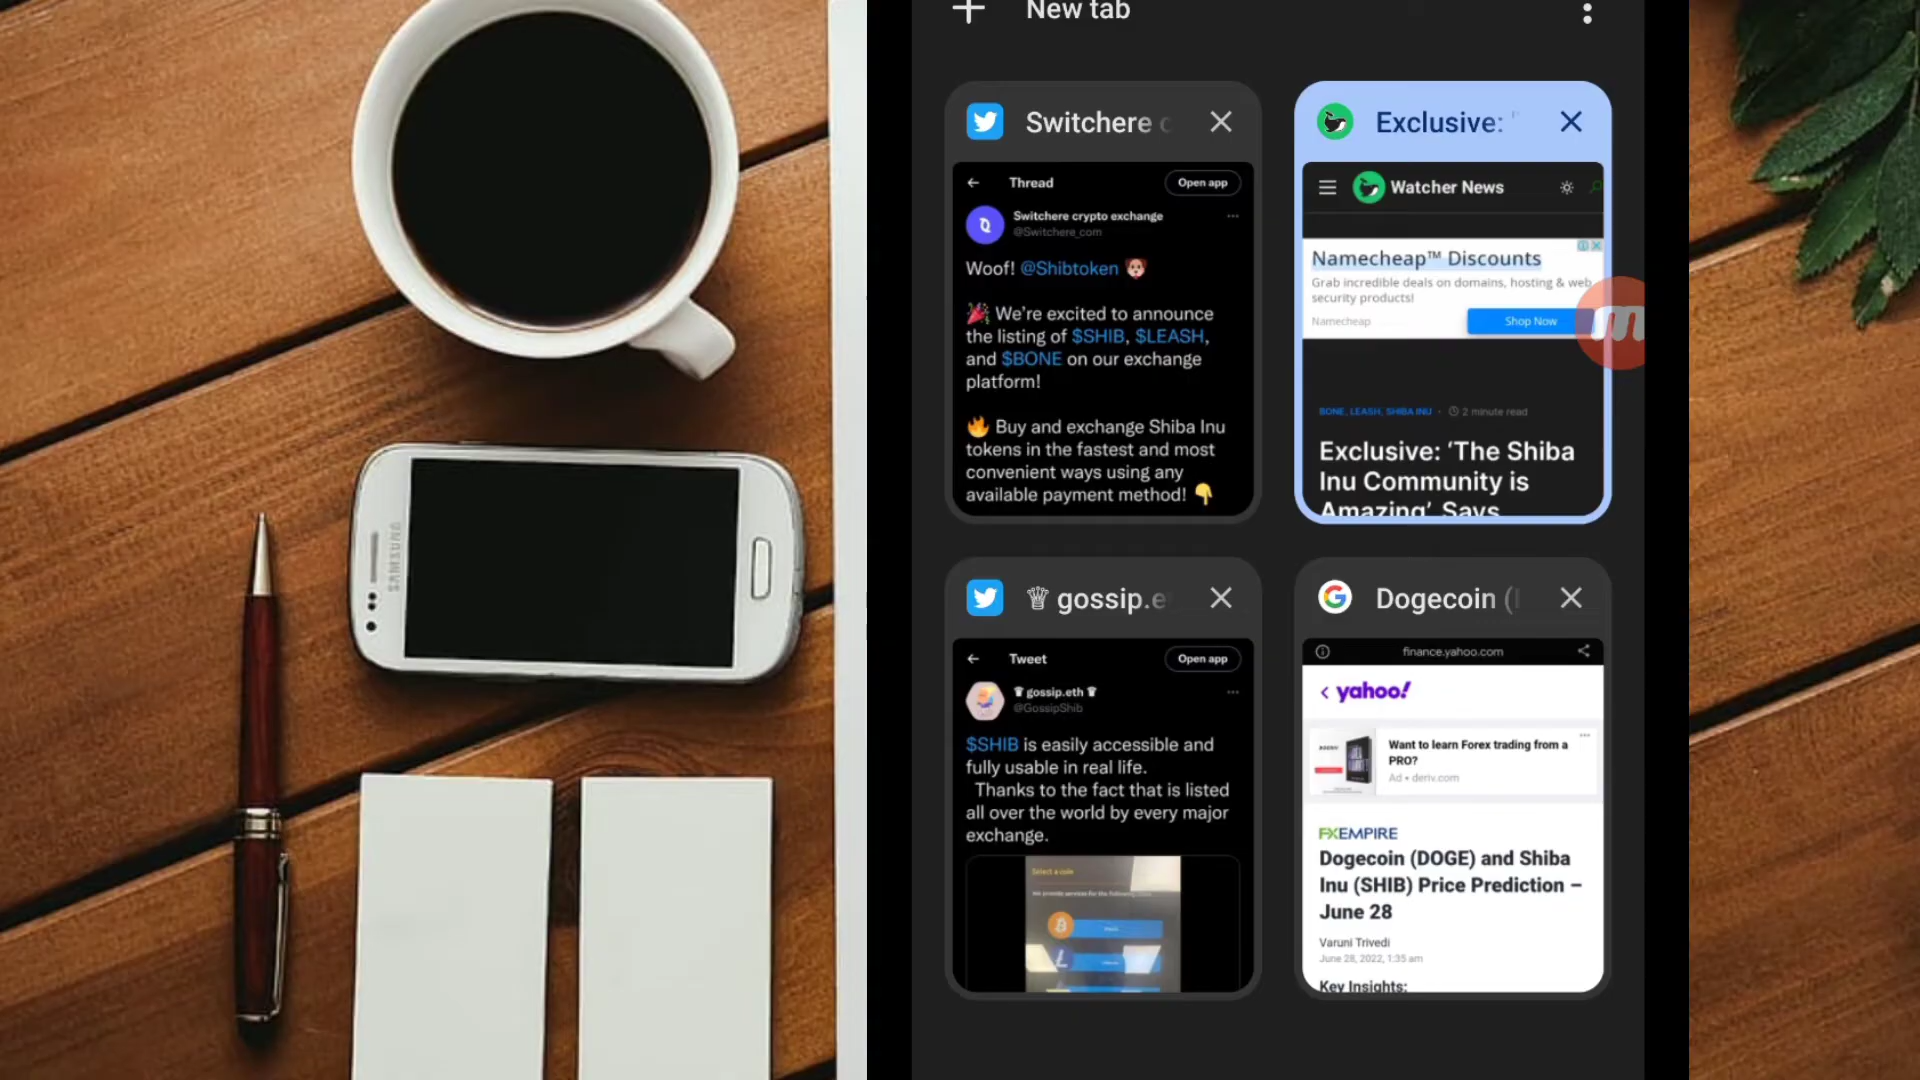 New tab
Switchere
Thread
Open app
Switchere crypto exchange
@Switchere_com
Woof! @Shibtoken
We're excited to announce
the listing of $SHIB, $LEASH,
and $BONE on our exchange
platform!
Buy and exchange Shiba Inu
tokens in the fastest and most
convenient ways using any
available payment method!
Exclusive: '
Watcher News
Namecheap™ Discounts
Grab incredible deals on domains, hosting & web
security products!
Namecheap
Shop Now
BONE, LEASH, SHIBA INU
2 minute read
Exclusive: ‘The Shiba
Inu Community is
Amazing’ Says
gossip.e
Tweet
Open app
gossip.eth
@GossipShib
$SHIB is easily accessible and
fully usable in real life.
Thanks to the fact that is listed
all over the world by every major
exchange.
Select a coin
Dogecoin (
finance.yahoo.com
yahoo!
Want to learn Forex trading from a
PRO?
Ad • deriv.com
FXEMPIRE
Dogecoin (DOGE) and Shiba
Inu (SHIB) Price Prediction –
June 28
Varuni Trivedi
June 28, 2022, 1:35 am
Key Insights:
SAMSUNG